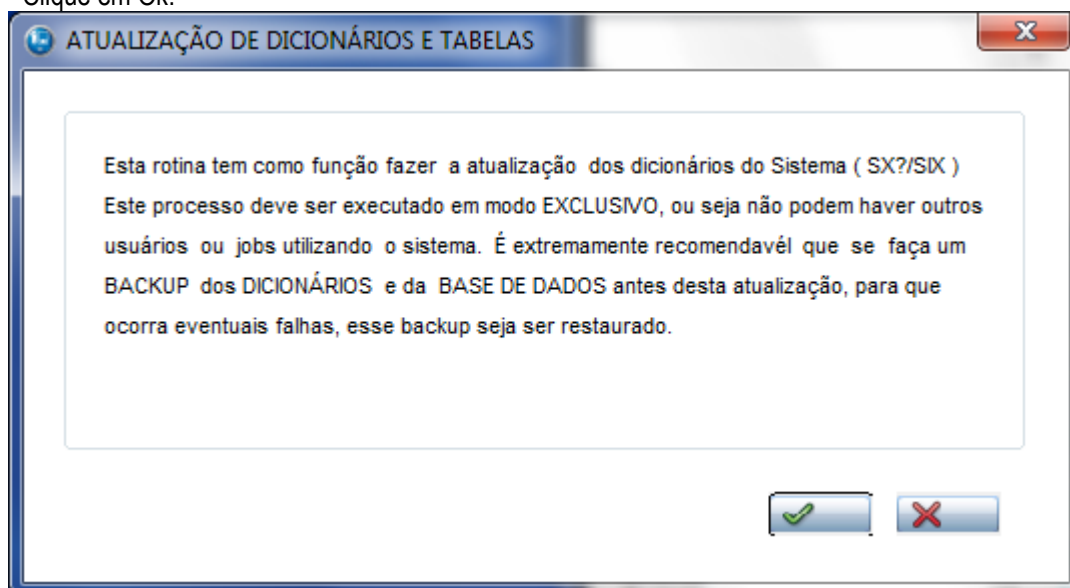 Clique em Ok.
ATUALIZAÇÃO DE DICIONÁRIOS E TABELAS
Esta rotina tem como função fazer a atualização dos dicionários do Sistema ( SX?/SIX )
Este processo deve ser executado em modo EXCLUSIVO, ou seja não podem haver outros
usuários ou jobs utilizando o sistema. É extremamente recomendavél que se faça um
BACKUP dos DICIONÁRIOS e da BASE DE DADOS antes desta atualização, para que
ocorra eventuais falhas, esse backup seja ser restaurado.